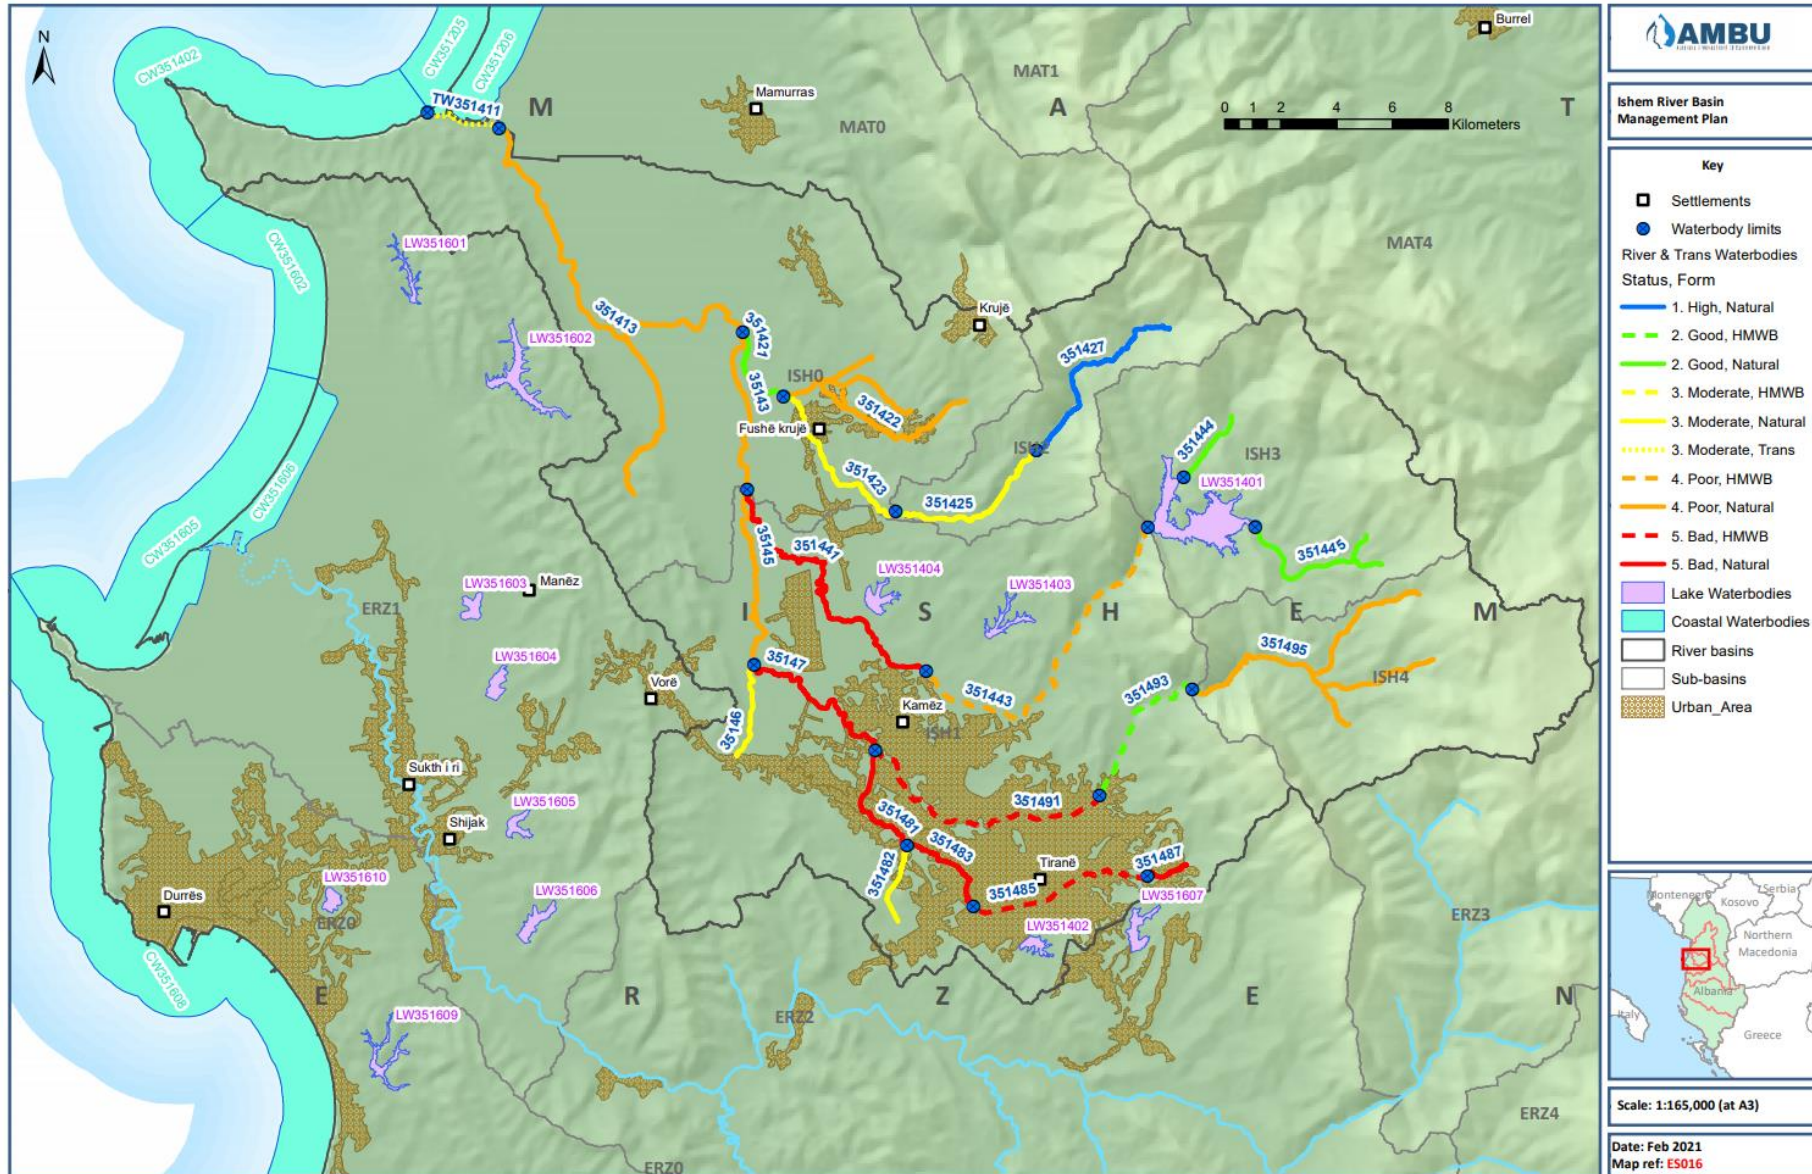 N
CW351402
CW351205
CW351206
TW351411
M
A
T
MAT1
MAT0
MAT4
Burrel
Mamurras
0 1 2 4 6 8
Kilometers
CW351602
LW351601
LW351602
351413
351421
35143
ISH0
351422
Krujë
351427
Fushë krujë
351423
351425
ISH2
351444
ISH3
LW351401
351445
CW351606
CW351605
35145
351441
LW351404
LW351403
LW351603
Manëz
ERZ1
I
S
H
E
M
LW351604
Vorë
35147
35146
351443
Kamëz
ISH1
351493
351495
ISH4
Sukth i ri
Shijak
LW351605
351481
351483
351482
351491
Tiranë
351485
351487
LW351607
LW351402
LW351610
Durrës
ERZ0
LW351606
CW351608
E
R
Z
E
N
ERZ2
ERZ3
LW351609
ERZ4
ERZ0
AMBU
Ishem River Basin
Management Plan
Key
Settlements
Waterbody limits
River & Trans Waterbodies
Status, Form
1. High, Natural
2. Good, HMWB
2. Good, Natural
3. Moderate, HMWB
3. Moderate, Natural
3. Moderate, Trans
4. Poor, HMWB
4. Poor, Natural
5. Bad, HMWB
5. Bad, Natural
Lake Waterbodies
Coastal Waterbodies
River basins
Sub-basins
Urban_Area
Montenegro
Serbia
Kosovo
Northern
Macedonia
Albania
Italy
Greece
Scale: 1:165,000 (at A3)
Date: Feb 2021
Map ref: ES016